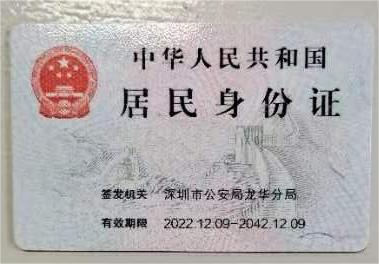 中华人民共和国
居民身份证
签发机关 深圳市公安局龙华分局
有效期限 2022.12.09-2042.12.09